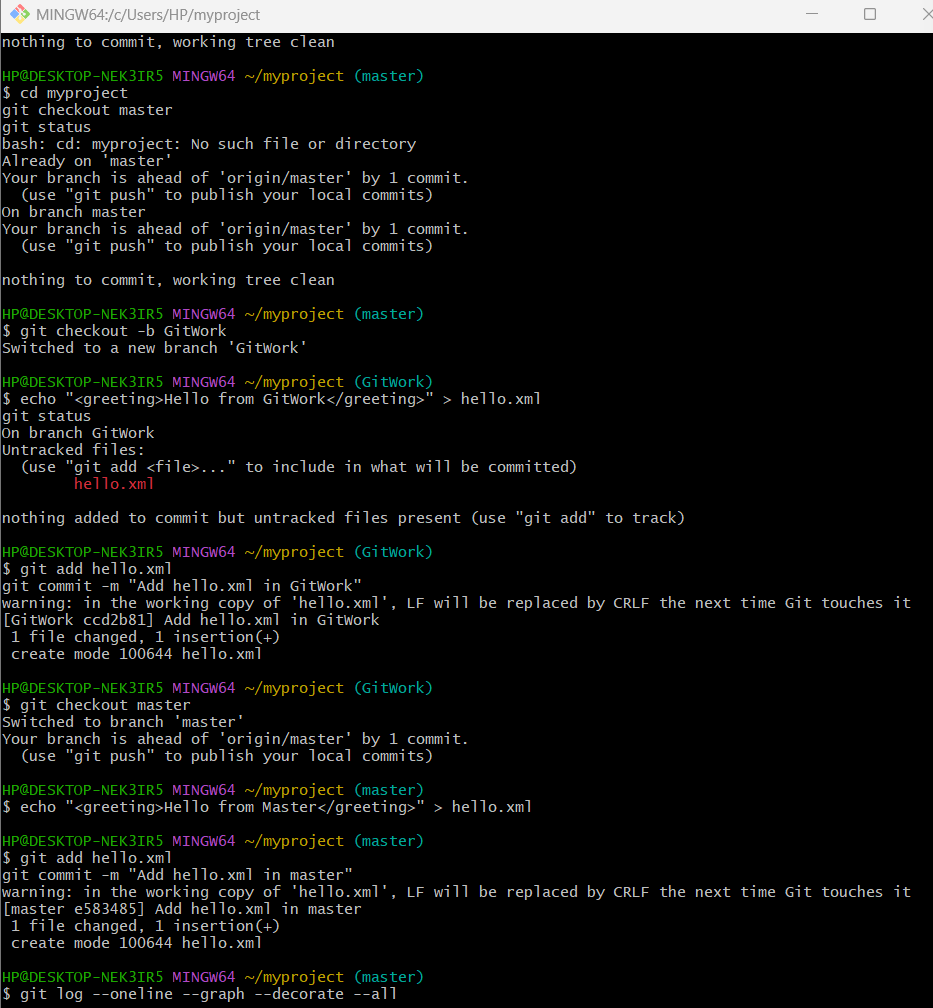 MINGW64:/c/Users/HP/myproject
nothing to commit, working tree clean
HP@DESKTOP-NEK3IR5 MINGW64 ~/myproject (master)
$ cd myproject
git checkout master
git status
bash: cd: myproject: No such file or directory
Already on 'master'
Your branch is ahead of 'origin/master' by 1 commit.
  (use "git push" to publish your local commits)
On branch master
Your branch is ahead of 'origin/master' by 1 commit.
  (use "git push" to publish your local commits)
nothing to commit, working tree clean
HP@DESKTOP-NEK3IR5 MINGW64 ~/myproject (master)
$ git checkout -b GitWork
Switched to a new branch 'GitWork'
HP@DESKTOP-NEK3IR5 MINGW64 ~/myproject (GitWork)
$ echo "<greeting>Hello from GitWork</greeting>" > hello.xml
git status
On branch GitWork
Untracked files:
  (use "git add <file>..." to include in what will be committed)
        hello.xml
nothing added to commit but untracked files present (use "git add" to track)
HP@DESKTOP-NEK3IR5 MINGW64 ~/myproject (GitWork)
$ git add hello.xml
git commit -m "Add hello.xml in GitWork"
warning: in the working copy of 'hello.xml', LF will be replaced by CRLF the next time Git touches it
[GitWork ccd2b81] Add hello.xml in GitWork
 1 file changed, 1 insertion(+)
 create mode 100644 hello.xml
HP@DESKTOP-NEK3IR5 MINGW64 ~/myproject (GitWork)
$ git checkout master
Switched to branch 'master'
Your branch is ahead of 'origin/master' by 1 commit.
  (use "git push" to publish your local commits)
HP@DESKTOP-NEK3IR5 MINGW64 ~/myproject (master)
$ echo "<greeting>Hello from Master</greeting>" > hello.xml
HP@DESKTOP-NEK3IR5 MINGW64 ~/myproject (master)
$ git add hello.xml
git commit -m "Add hello.xml in master"
warning: in the working copy of 'hello.xml', LF will be replaced by CRLF the next time Git touches it
[master e583485] Add hello.xml in master
 1 file changed, 1 insertion(+)
 create mode 100644 hello.xml
HP@DESKTOP-NEK3IR5 MINGW64 ~/myproject (master)
$ git log --oneline --graph --decorate --all